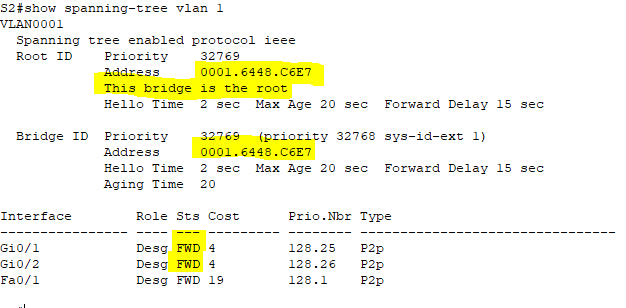 S2#show spanning-tree vlan 1
VLAN0001
  Spanning tree enabled protocol ieee
  Root ID    Priority    32769
             Address     0001.6448.C6E7
             This bridge is the root
             Hello Time  2 sec  Max Age 20 sec  Forward Delay 15 sec

  Bridge ID  Priority    32769  (priority 32768 sys-id-ext 1)
             Address     0001.6448.C6E7
             Hello Time  2 sec  Max Age 20 sec  Forward Delay 15 sec
             Aging Time  20

Interface        Role Sts Cost      Prio.Nbr Type
---------------- ---- --- --------- -------- --------------------------------
Gi0/1            Desg FWD 4         128.25   P2p
Gi0/2            Desg FWD 4         128.26   P2p
Fa0/1            Desg FWD 19        128.1    P2p